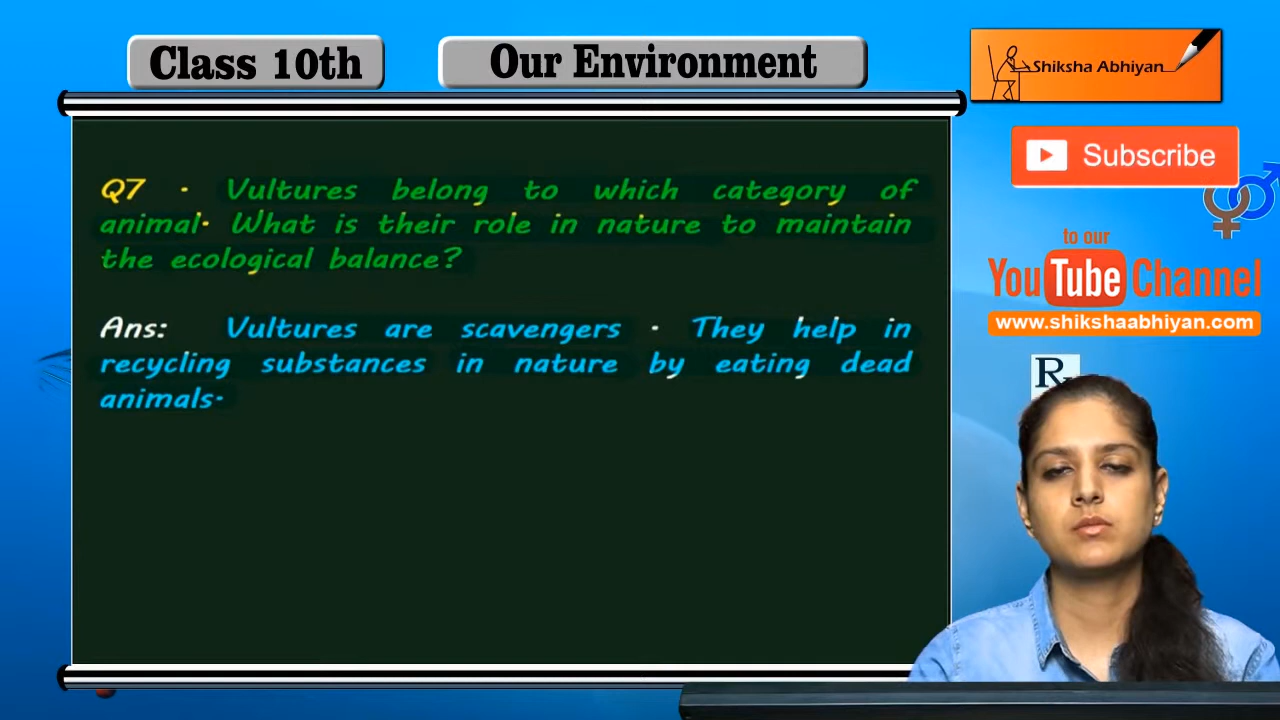 Class 10th
Our Environment
Shiksha Abhiyan
Subscribe
to our
YouTube Channel
www.shikshaabhiyan.com
Q7 . Vultures belong to which category of
animal. What is their role in nature to maintain
the ecological balance?
Ans: Vultures are scavengers . They help in
recycling substances in nature by eating dead
animals.